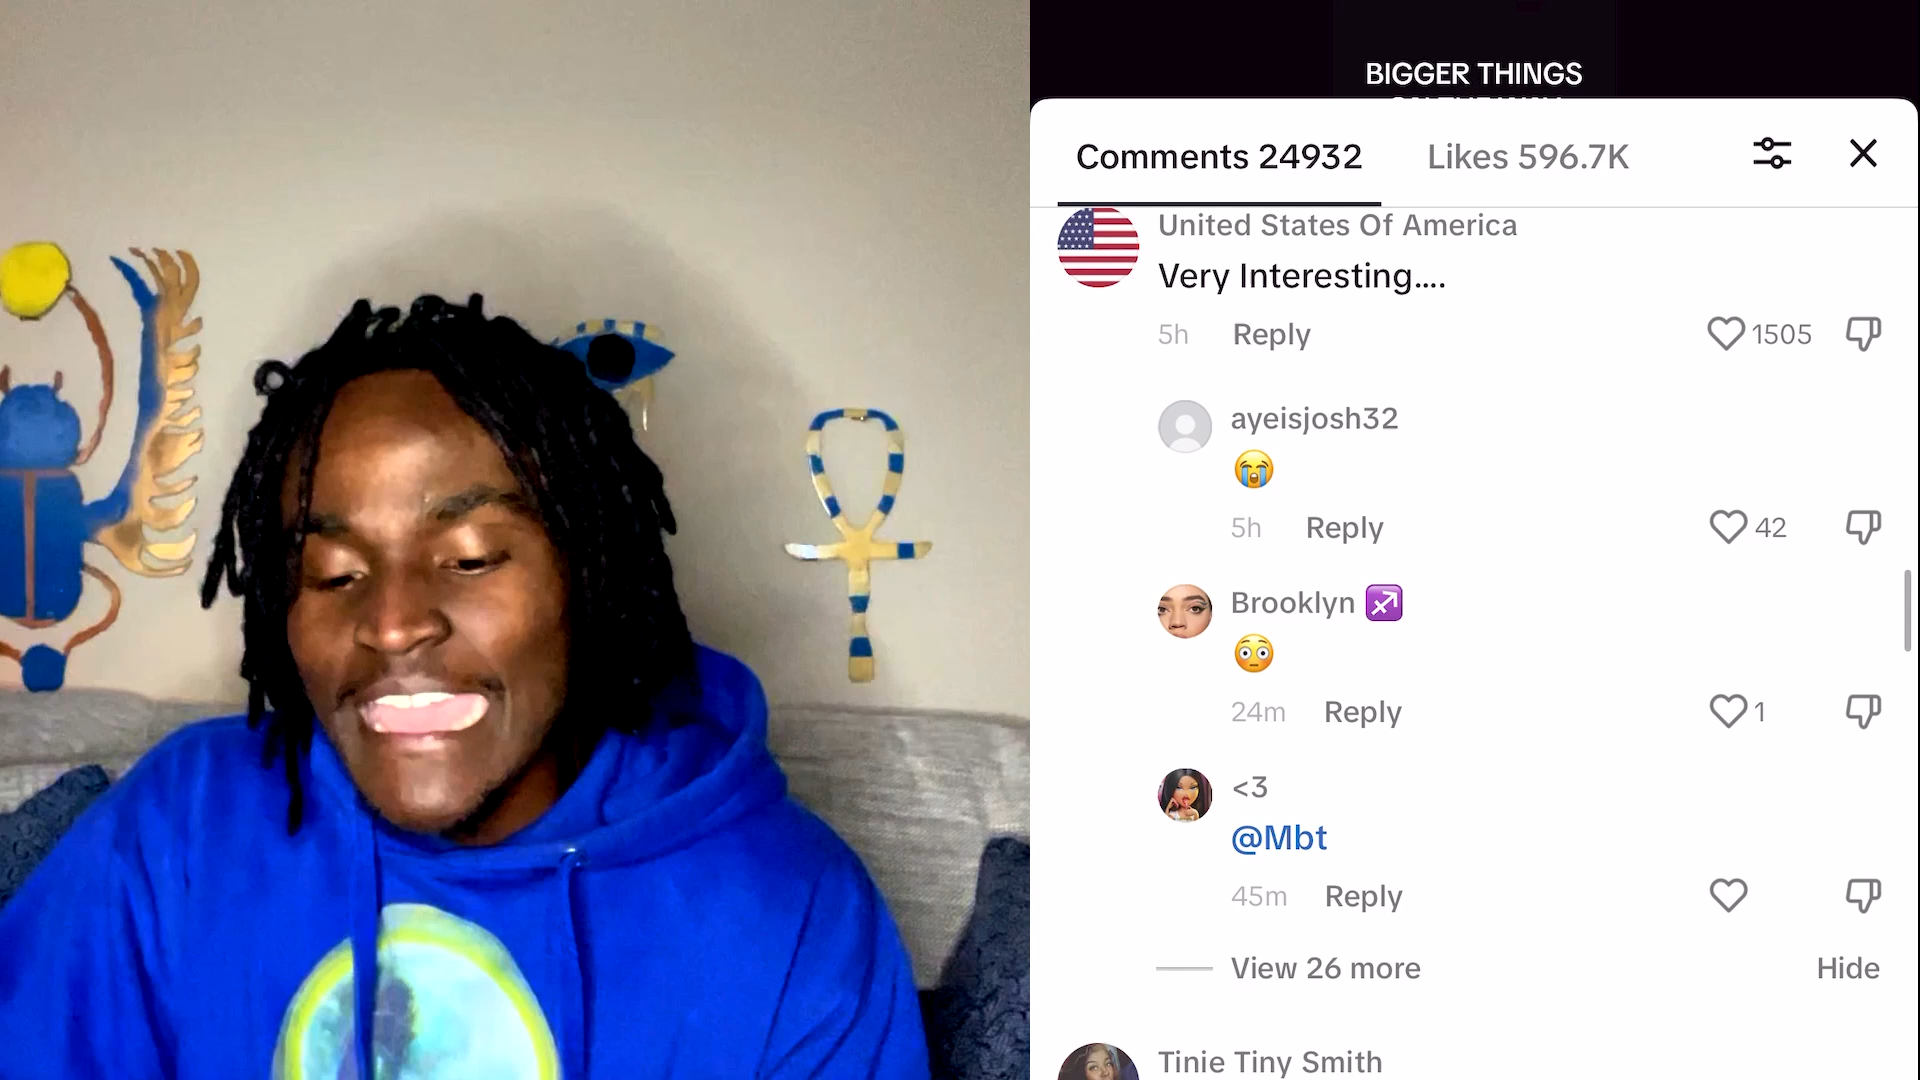 BIGGER THINGS
Comments 24932
Likes 596.7K
United States Of America
Very Interesting....
5h Reply
1505
ayeisjosh32
😭
5h Reply
42
Brooklyn ♐
😳
24m Reply
1
<3
@Mbt
45m Reply
View 26 more
Hide
Tinie Tiny Smith